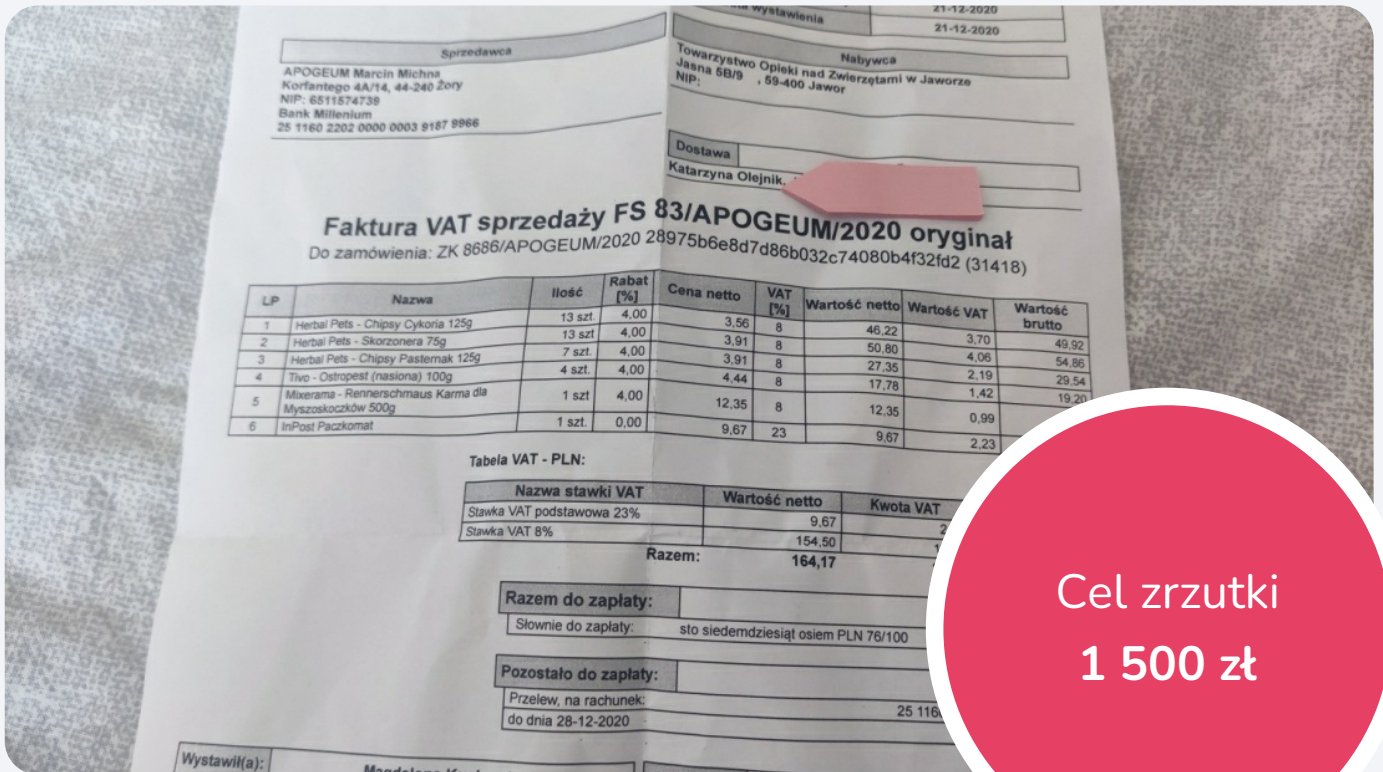 wystawienia
21-12-2020
21-12-2020
Sprzedawca
APOGEUM Marcin Michna
Korfantego 4A/14, 44-240 Żory
NIP: 6511574739
Bank Millenium
25 1160 2202 0000 0003 9187 9966
Nabywca
Towarzystwo Opieki nad Zwierzętami w Jaworze
Jasna 5B/9 , 59-400 Jawor
NIP:
Dostawa
Katarzyna Olejnik,
Faktura VAT sprzedaży FS 83/APOGEUM/2020 oryginał
Do zamówienia: ZK 8686/APOGEUM/2020 28975b6e8d7d86b032c74080b4f32fd2 (31418)
LP Nazwa Ilość Rabat [%] Cena netto VAT [%] Wartość netto Wartość VAT Wartość brutto
1 Herbal Pets - Chipsy Cykoria 125g 13 szt. 4,00 3,56 8 46,22 3,70 49,92
2 Herbal Pets - Skorzonera 75g 13 szt 4,00 3,91 8 50,80 4,06 54,86
3 Herbal Pets - Chipsy Pasternak 125g 7 szt. 4,00 3,91 8 27,35 2,19 29,54
4 Tivo - Ostropest (nasiona) 100g 4 szt. 4,00 4,44 8 17,78 1,42 19,20
5 Mixerama - Rennerschmaus Karma dla Myszoskoczków 500g 1 szt 4,00 12,35 8 12,35 0,99
6 InPost Paczkomat 1 szt. 0,00 9,67 23 9,67 2,23
Tabela VAT - PLN:
Nazwa stawki VAT Wartość netto Kwota VAT
Stawka VAT podstawowa 23% 9,67 2
Stawka VAT 8% 154,50 1
Razem: 164,17
Razem do zapłaty:
Słownie do zapłaty: sto siedemdziesiąt osiem PLN 76/100
Pozostało do zapłaty:
Przelew, na rachunek: 25 116
do dnia 28-12-2020
Wystawił(a):
Cel zrzutki
1 500 zł